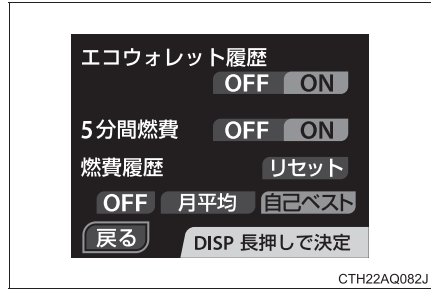 エコウォレット履歴
OFF ON
5分間燃費 OFF ON
燃費履歴 リセット
OFF 月平均 自己ベスト
戻る DISP 長押しで決定
CTH22AQ082J